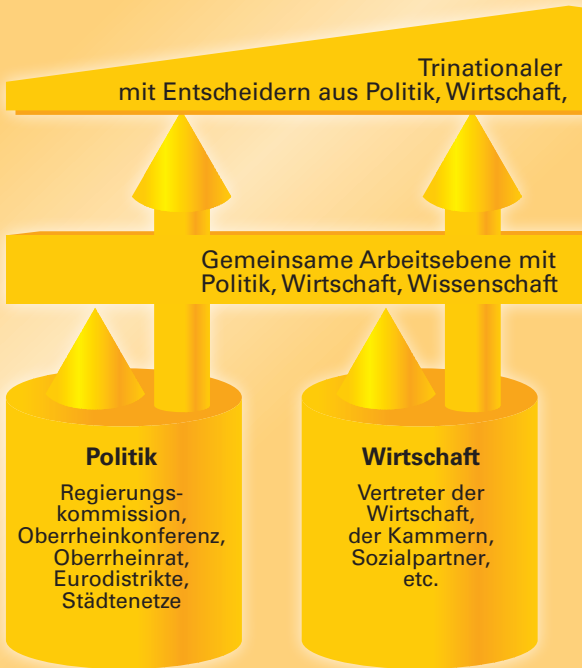 Trinationaler
mit Entscheidern aus Politik, Wirtschaft,
Gemeinsame Arbeitsebene mit
Politik, Wirtschaft, Wissenschaft
Politik
Regierungs-
kommission,
Oberrheinkonferenz,
Oberrheinrat,
Eurodistrikte,
Städtenetze
Wirtschaft
Vertreter der
Wirtschaft,
der Kammern,
Sozialpartner,
etc.